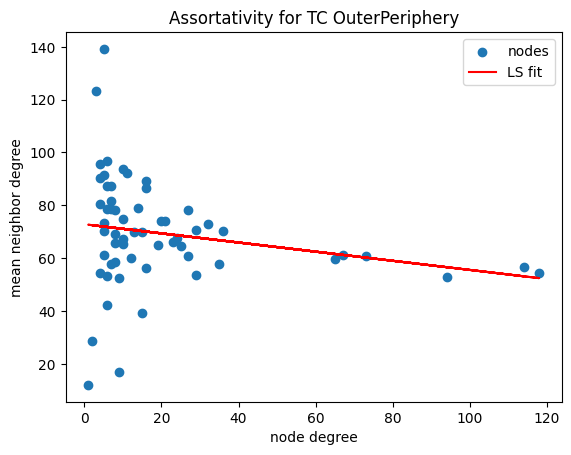 Assortativity for TC OuterPeriphery
nodes
LS fit
mean neighbor degree
140
120
100
80
60
40
20
0 20 40 60 80 100 120
node degree